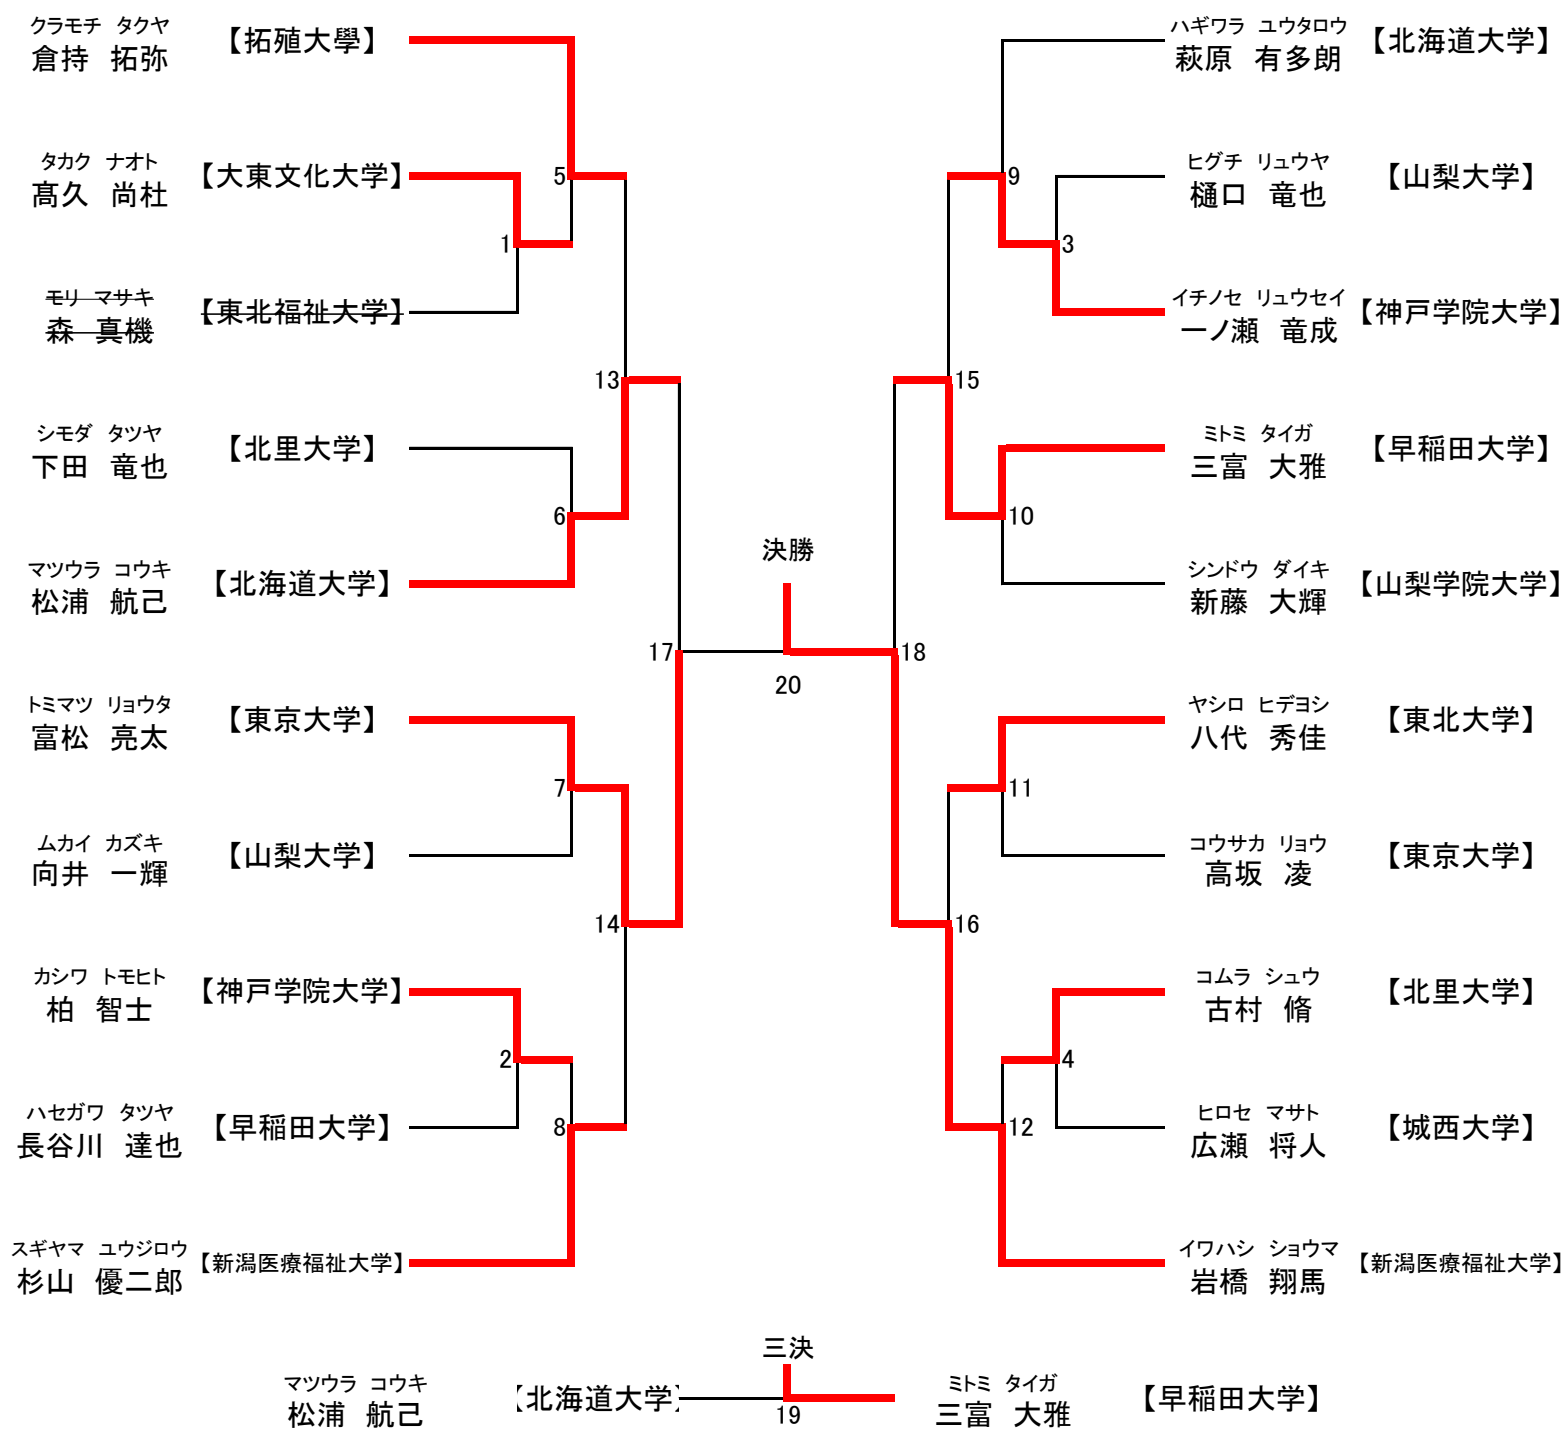 クラモチ タクヤ
倉持 拓弥
【拓殖大學】
タカク ナオト
髙久 尚杜
【大東文化大学】
5
1
モリ マサキ
森 真機
【東北福祉大学】
13
シモダ タツヤ
下田 竜也
【北里大学】
6
マツウラ コウキ
松浦 航己
【北海道大学】
17
トミマツ リョウタ
富松 亮太
【東京大学】
7
ムカイ カズキ
向井 一輝
【山梨大学】
14
カシワ トモヒト
柏 智士
【神戸学院大学】
2
ハセガワ タツヤ
長谷川 達也
【早稲田大学】
8
スギヤマ ユウジロウ
杉山 優二郎
【新潟医療福祉大学】
決勝
20
ハギワラ ユウタロウ
萩原 有多朗
【北海道大学】
9
ヒグチ リュウヤ
樋口 竜也
【山梨大学】
3
イチノセ リュウセイ
一ノ瀬 竜成
【神戸学院大学】
15
ミトミ タイガ
三富 大雅
【早稲田大学】
10
シンドウ ダイキ
新藤 大輝
【山梨学院大学】
18
ヤシロ ヒデヨシ
八代 秀佳
【東北大学】
11
コウサカ リョウ
高坂 凌
【東京大学】
16
コムラ シュウ
古村 脩
【北里大学】
4
ヒロセ マサト
広瀬 将人
【城西大学】
12
イワハシ ショウマ
岩橋 翔馬
【新潟医療福祉大学】
三決
マツウラ コウキ
松浦 航己
【北海道大学】
19
ミトミ タイガ
三富 大雅
【早稲田大学】